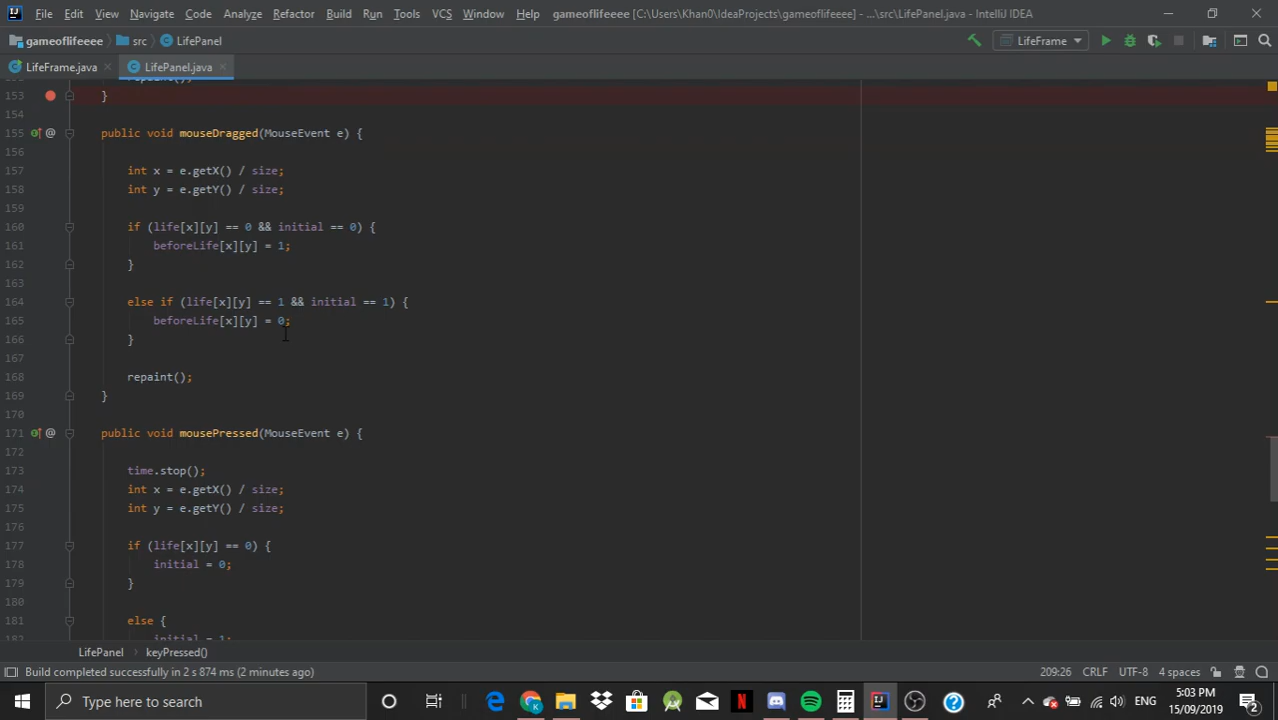 File Edit View Navigate Code Analyze Refactor Build Run Tools VCS Window Help gameoflifeeee [C:\Users\Khan0\IdeaProjects\gameoflifeeee] - ...\src\LifePanel.java - IntelliJ IDEA
gameoflifeeee src LifePanel LifeFrame
LifeFrame.java LifePanel.java
153 }
154
155 public void mouseDragged(MouseEvent e) {
156
157 int x = e.getX() / size;
158 int y = e.getY() / size;
159
160 if (life[x][y] == 0 && initial == 0) {
161 beforeLife[x][y] = 1;
162 }
163
164 else if (life[x][y] == 1 && initial == 1) {
165 beforeLife[x][y] = 0;
166 }
167
168 repaint();
169 }
170
171 public void mousePressed(MouseEvent e) {
172
173 time.stop();
174 int x = e.getX() / size;
175 int y = e.getY() / size;
176
177 if (life[x][y] == 0) {
178 initial = 0;
179 }
180
181 else {
182 initial = 1;
LifePanel keyPressed()
Build completed successfully in 2 s 874 ms (2 minutes ago) 209:26 CRLF UTF-8 4 spaces
Type here to search ENG 5:03 PM
15/09/2019 2